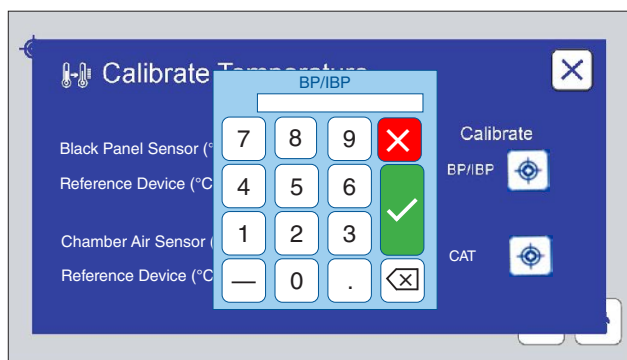 Calibrate Temperature
BP/IBP
7 8 9
Calibrate
Black Panel Sensor (°
BP/IBP
Reference Device (°C
4 5 6
1 2 3
Chamber Air Sensor (
CAT
Reference Device (°C
— 0 .